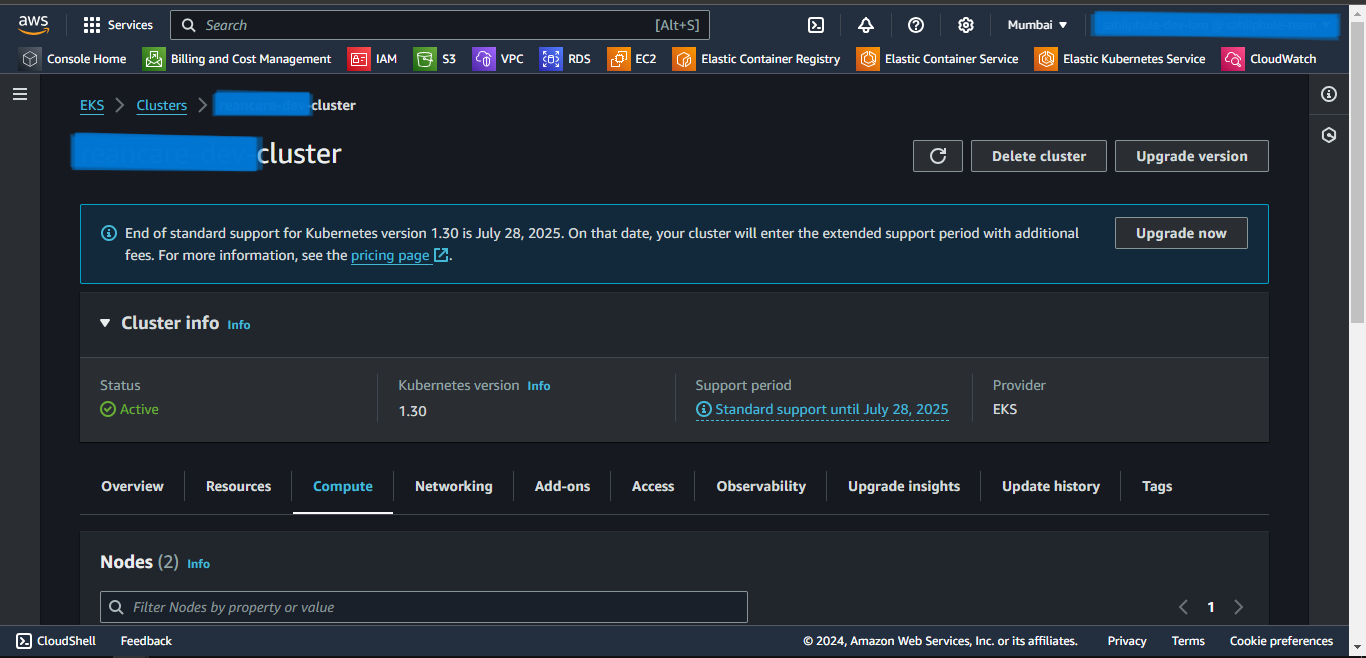 aws Services Search [Alt+S] Mumbai
Console Home Billing and Cost Management IAM S3 VPC RDS EC2 Elastic Container Registry Elastic Container Service Elastic Kubernetes Service CloudWatch
EKS Clusters cluster
cluster
Delete cluster Upgrade version
End of standard support for Kubernetes version 1.30 is July 28, 2025. On that date, your cluster will enter the extended support period with additional
fees. For more information, see the pricing page.
Upgrade now
Cluster info Info
Status Kubernetes version Info Support period Provider
Active 1.30 Standard support until July 28, 2025 EKS
Overview Resources Compute Networking Add-ons Access Observability Upgrade insights Update history Tags
Nodes (2) Info
Filter Nodes by property or value 1
CloudShell Feedback © 2024, Amazon Web Services, Inc. or its affiliates. Privacy Terms Cookie preferences